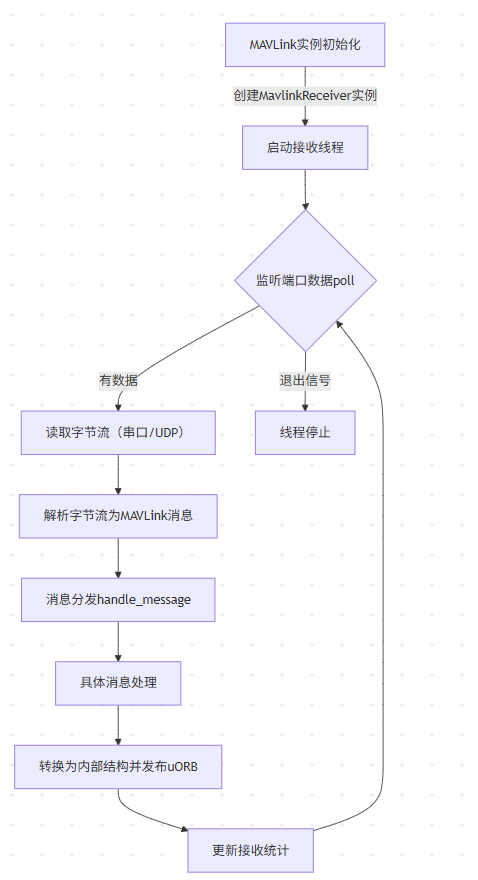 MAVLink实例初始化
创建MavlinkReceiver实例
启动接收线程
监听端口数据poll
有数据
退出信号
读取字节流（串口/UDP）
线程停止
解析字节流为MAVLink消息
消息分发handle_message
具体消息处理
转换为内部结构并发布uORB
更新接收统计